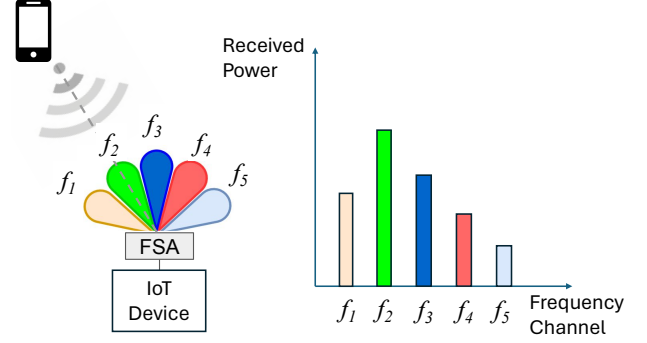 Received
Power
f1
f2
f3
f4
f5
FSA
IoT
Device
f1 f2 f3 f4 f5
Frequency
Channel